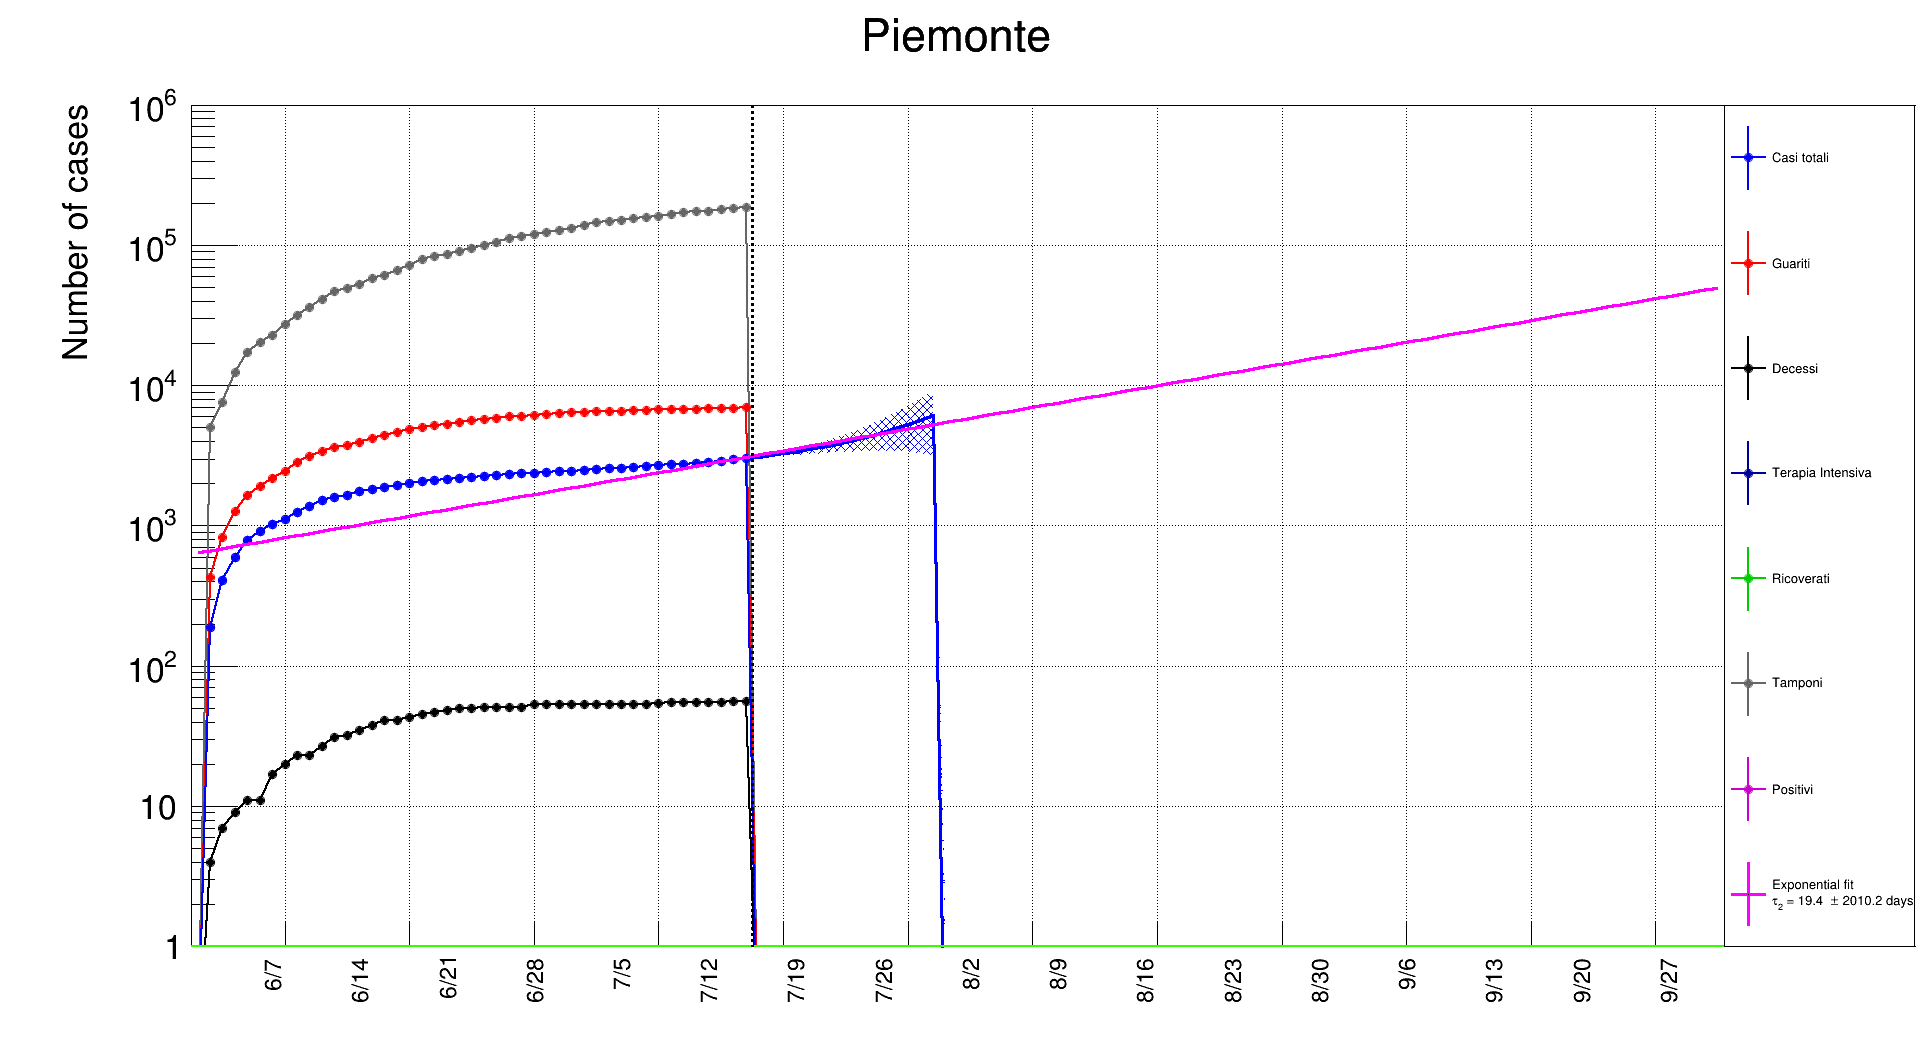 Piemonte
Number of cases
10^6
10^5
10^4
10^3
10^2
10
1
6/7
6/14
6/21
6/28
7/5
7/12
7/19
7/26
8/2
8/9
8/16
8/23
8/30
9/6
9/13
9/20
9/27
Casi totali
Guariti
Decessi
Terapia Intensiva
Ricoverati
Tamponi
Positivi
Exponential fit
τ₂ = 19.4 ± 2010.2 days